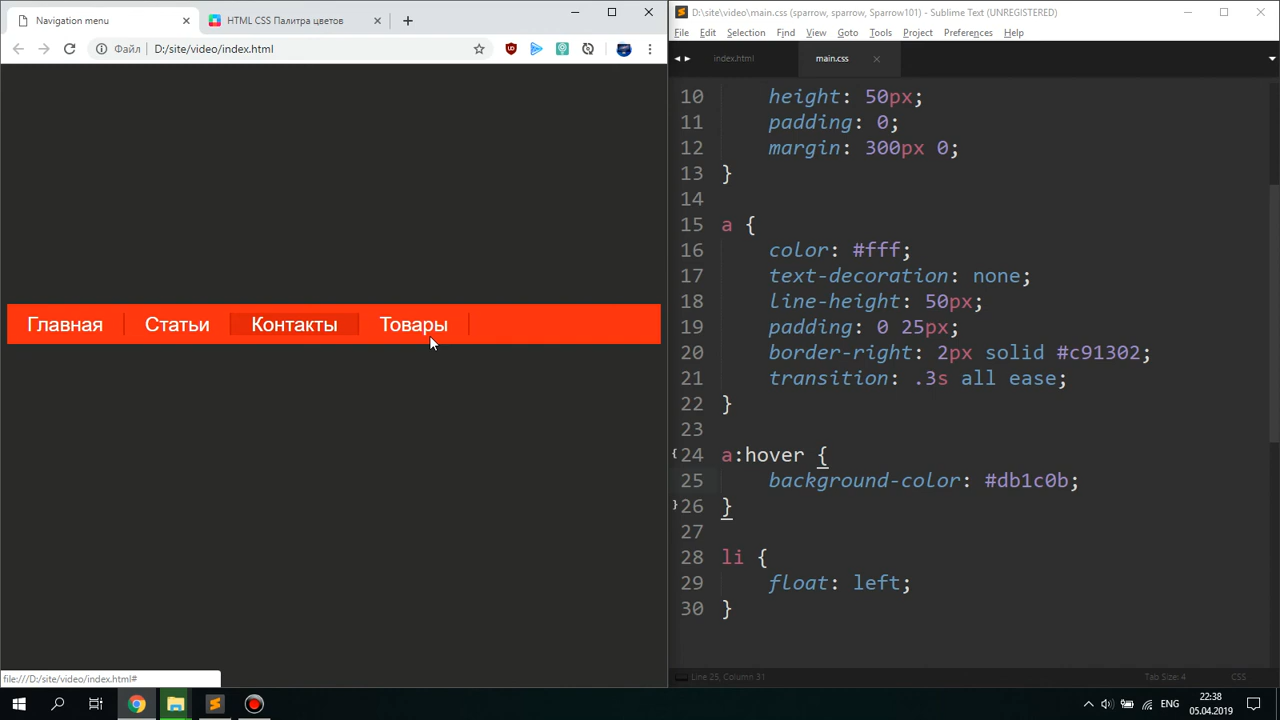 Navigation menu
HTML CSS Палитра цветов
Файл
D:/site/video/index.html
Главная
Статьи
Контакты
Товары
file:///D:/site/video/index.html#
D:\site\video\main.css (sparrow, sparrow, Sparrow101) - Sublime Text (UNREGISTERED)
File Edit Selection Find View Goto Tools Project Preferences Help
index.html
main.css
10 height: 50px;
11 padding: 0;
12 margin: 300px 0;
13 }
14
15 a {
16 color: #fff;
17 text-decoration: none;
18 line-height: 50px;
19 padding: 0 25px;
20 border-right: 2px solid #c91302;
21 transition: .3s all ease;
22 }
23
24 a:hover {
25 background-color: #db1c0b;
26 }
27
28 li {
29 float: left;
30 }
Line 25, Column 31
Tab Size: 4
CSS
ENG
22:38
05.04.2019